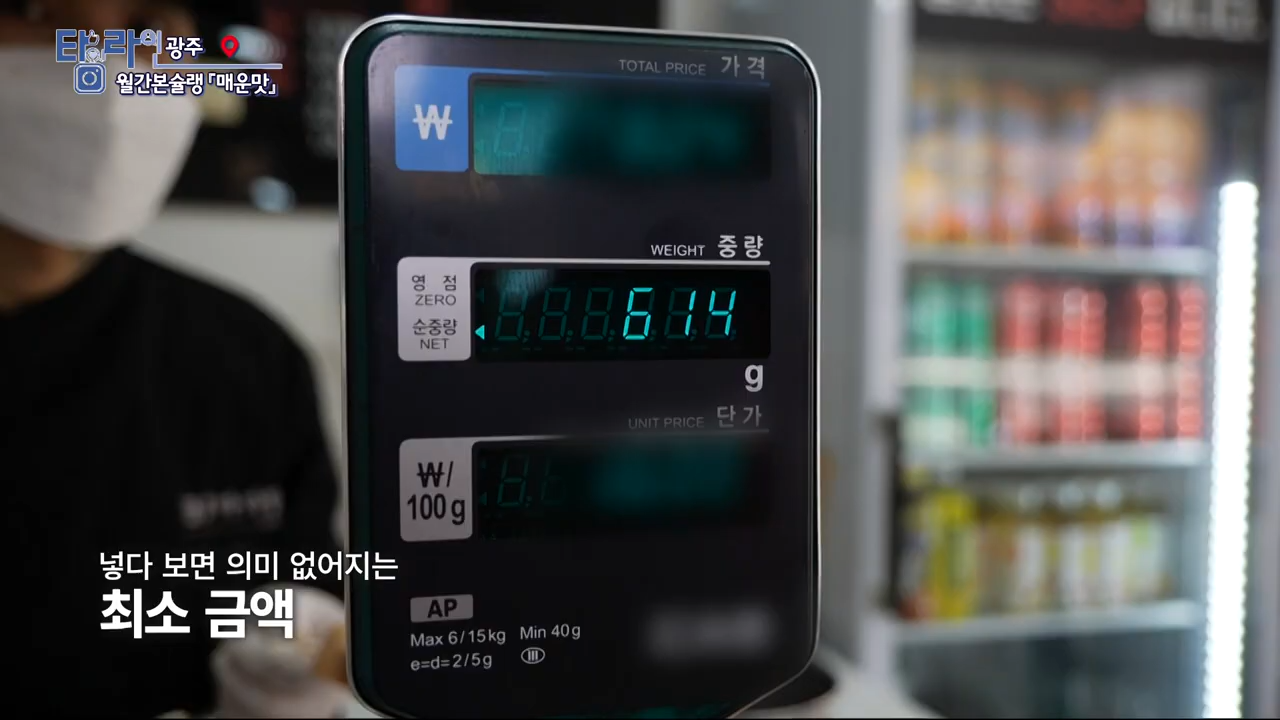 타라이 광주
월간본슐랭 「매운맛」
TOTAL PRICE 가격
₩
WEIGHT 중량
영점
ZERO
순중량
NET
614
g
UNIT PRICE 단가
₩/
100g
넣다 보면 의미 없어지는
최소 금액
AP
Max 6/15kg Min 40g
e=d=2/5g III